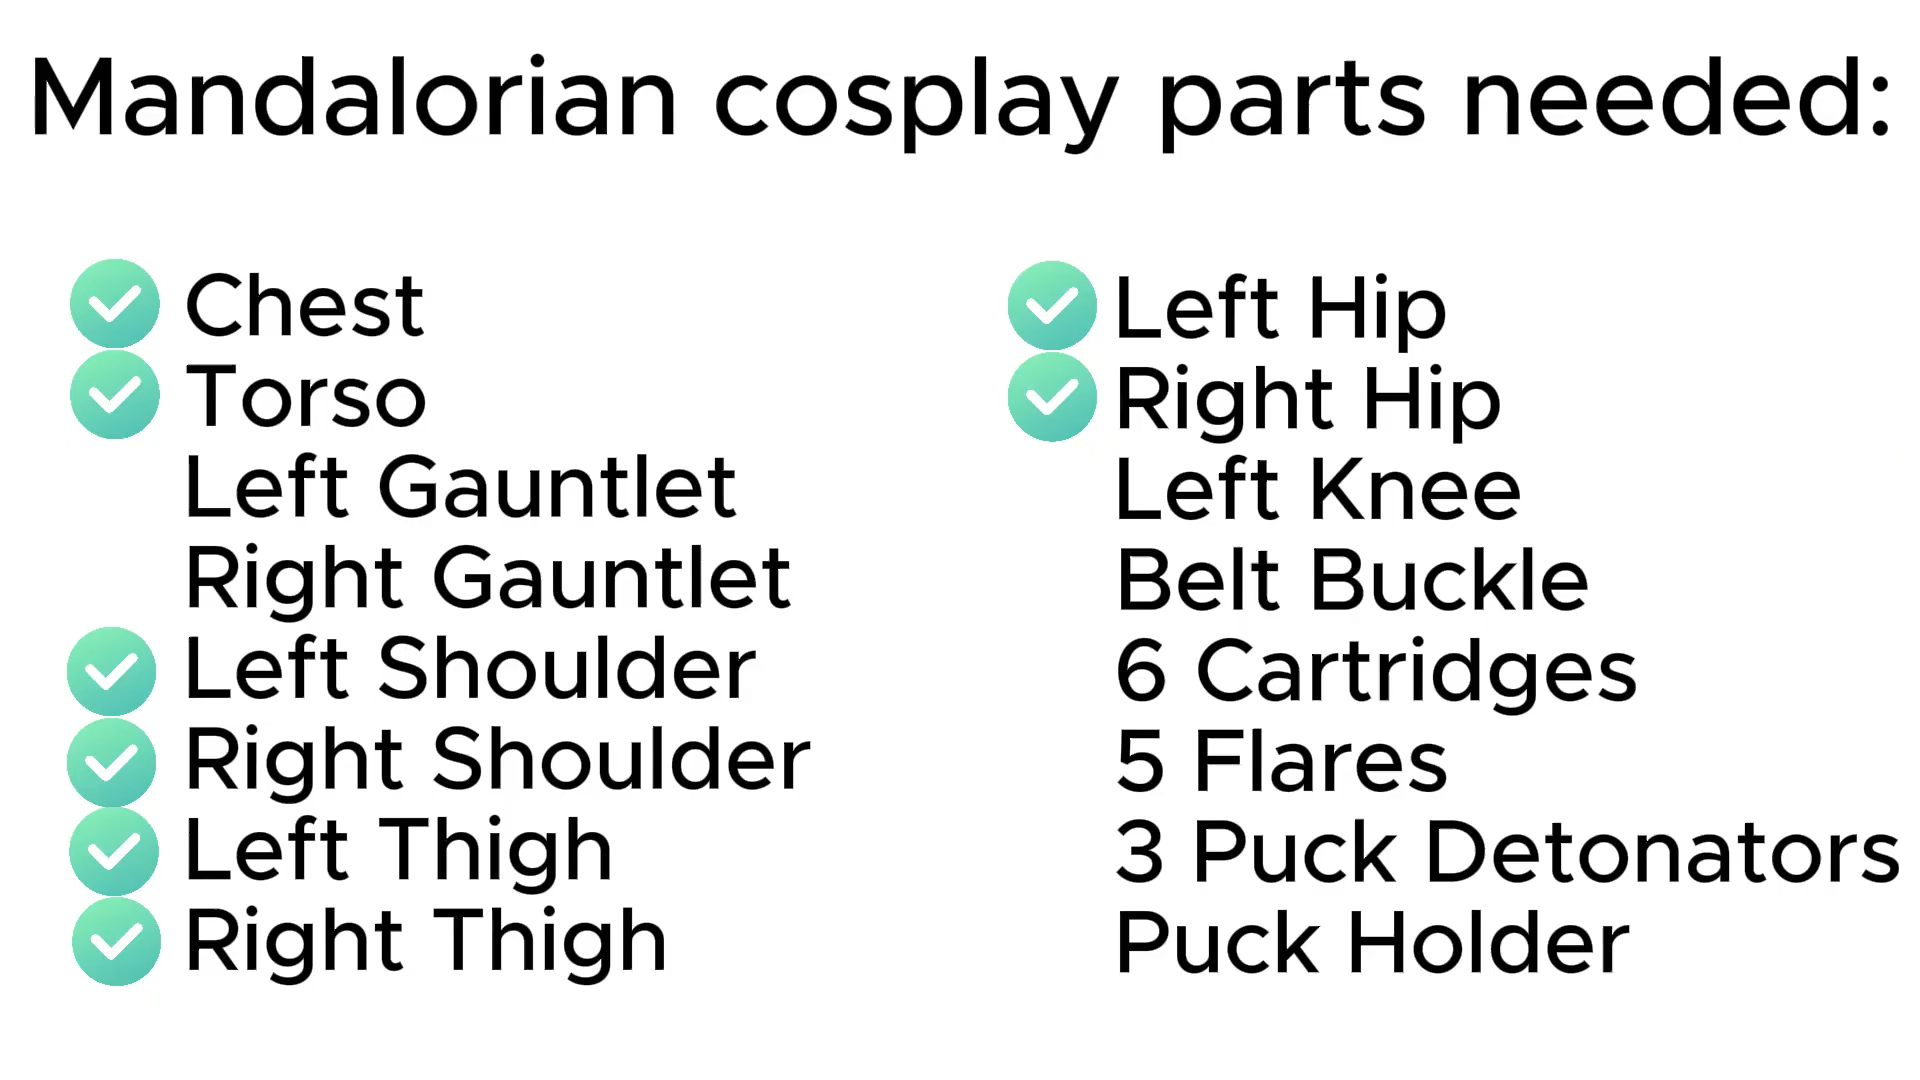 Mandalorian cosplay parts needed:
Chest
Torso
Left Gauntlet
Right Gauntlet
Left Shoulder
Right Shoulder
Left Thigh
Right Thigh
Left Hip
Right Hip
Left Knee
Belt Buckle
6 Cartridges
5 Flares
3 Puck Detonators
Puck Holder